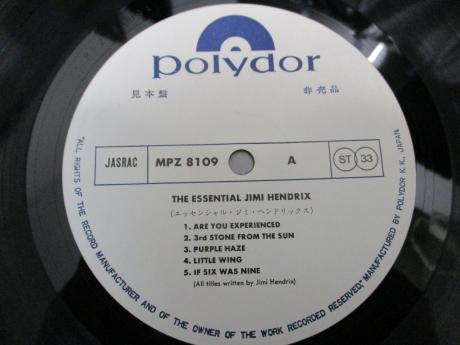 polydor
見本盤 非売品
JASRAC MPZ 8109 A ST 33
THE ESSENTIAL JIMI HENDRIX
(エッセンシャル・ジミ・ヘンドリックス)
1. ARE YOU EXPERIENCED
2. 3rd STONE FROM THE SUN
3. PURPLE HAZE
4. LITTLE WING
5. IF SIX WAS NINE
(All titles written by Jimi Hendrix)
"ALL RIGHTS OF THE RECORD MANUFACTURER AND OF THE OWNER OF THE WORK RECORDED RESERVED." MANUFACTURED BY POLYDOR K.K., JAPAN